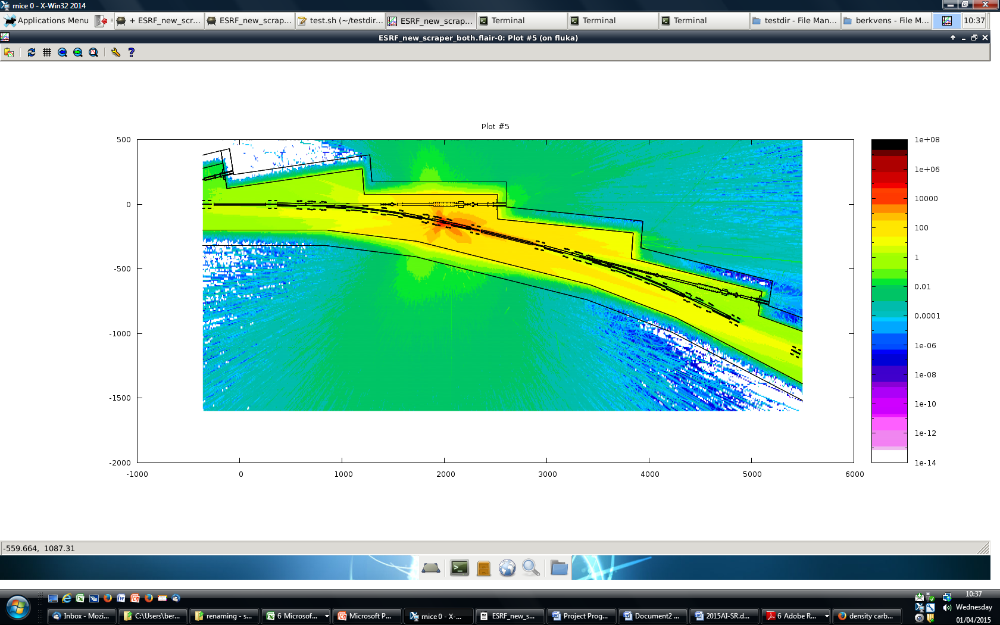 rnice 0 - X-Win32 2014
Applications Menu
+ ESRF_new_scr...
ESRF_new_scrap...
test.sh (~/testdir...
ESRF_new_scrap...
Terminal
Terminal
Terminal
testdir - File Man...
berkvens - File M...
10:37
ESRF_new_scraper_both.flair-0: Plot #5 (on fluka)
Plot #5
500
0
-500
-1000
-1500
-2000
-1000
0
1000
2000
3000
4000
5000
6000
1e+08
1e+06
10000
100
1
0.01
0.0001
1e-06
1e-08
1e-10
1e-12
1e-14
-559.664, 1087.31
10:37
Wednesday
01/04/2015
Inbox - Mozi...
C:\Users\ber...
renaming - s...
6 Microsof...
Microsoft P...
rnice 0 - X-...
ESRF_new_s...
Project Prog...
Document2 ...
2015AI-SR.d...
6 Adobe R...
density carb...